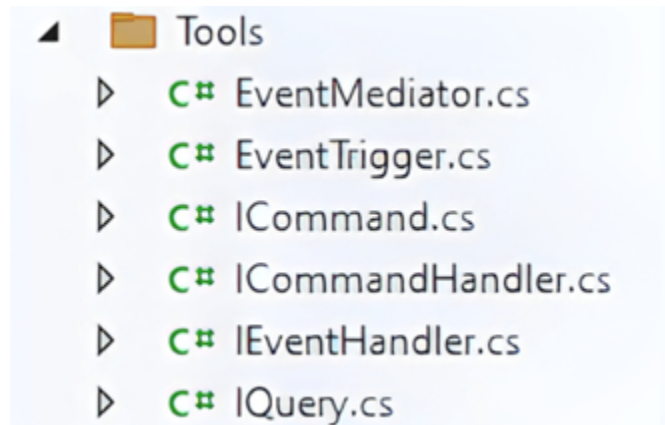 Tools
C# EventMediator.cs
C# EventTrigger.cs
C# ICommand.cs
C# ICommandHandler.cs
C# IEventHandler.cs
C# IQuery.cs